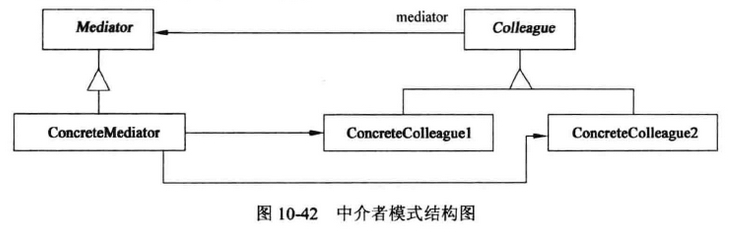 mediator
Mediator
Colleague
ConcreteMediator
ConcreteColleague1
ConcreteColleague2
图 10-42 中介者模式结构图